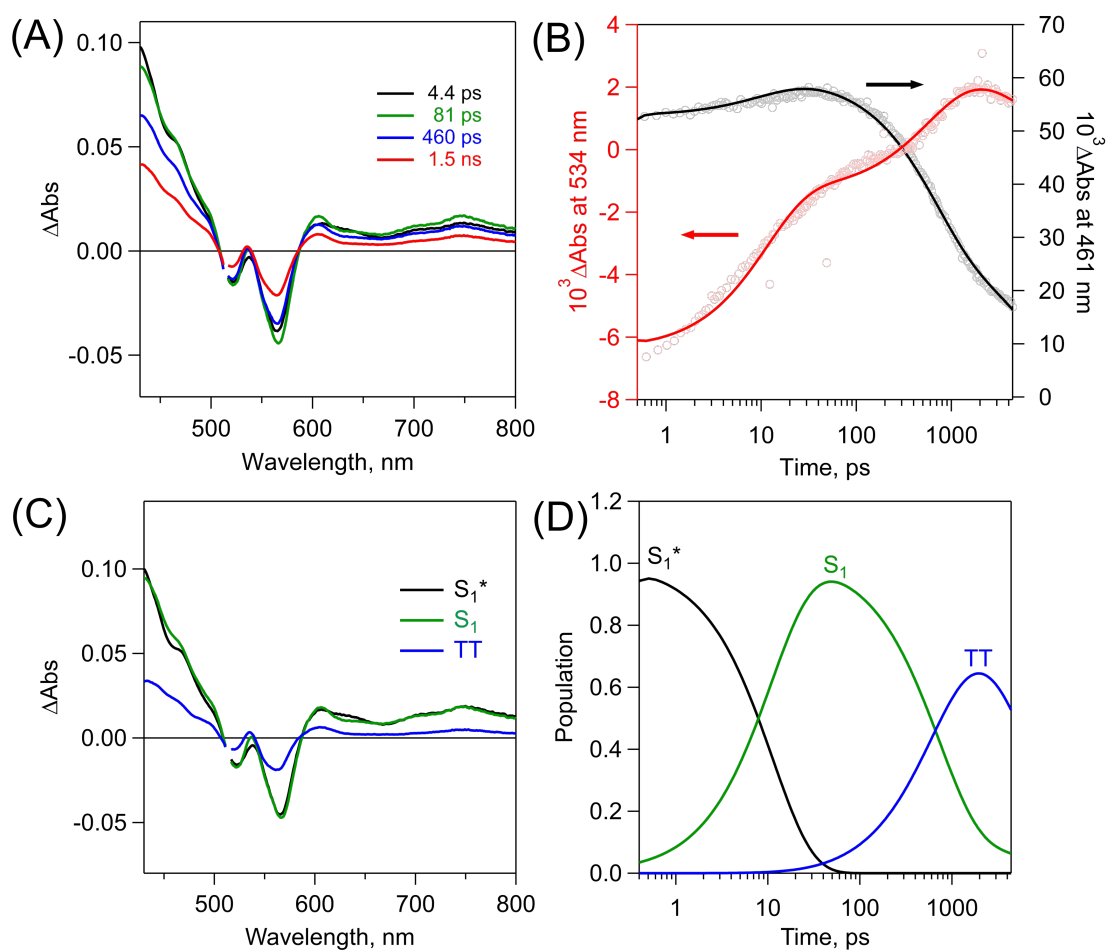 (A)
0.10
0.05
0.00
-0.05
ΔAbs
4.4 ps
81 ps
460 ps
1.5 ns
500
600
700
800
Wavelength, nm
(B)
4
2
0
-2
-4
-6
-8
10³ ΔAbs at 534 nm
70
60
50
40
30
20
10
0
10³ ΔAbs at 461 nm
1
10
100
1000
Time, ps
(C)
0.10
0.05
0.00
-0.05
ΔAbs
S₁*
S₁
TT
500
600
700
800
Wavelength, nm
(D)
1.2
1.0
0.8
0.6
0.4
0.2
0.0
Population
S₁*
S₁
TT
1
10
100
1000
Time, ps